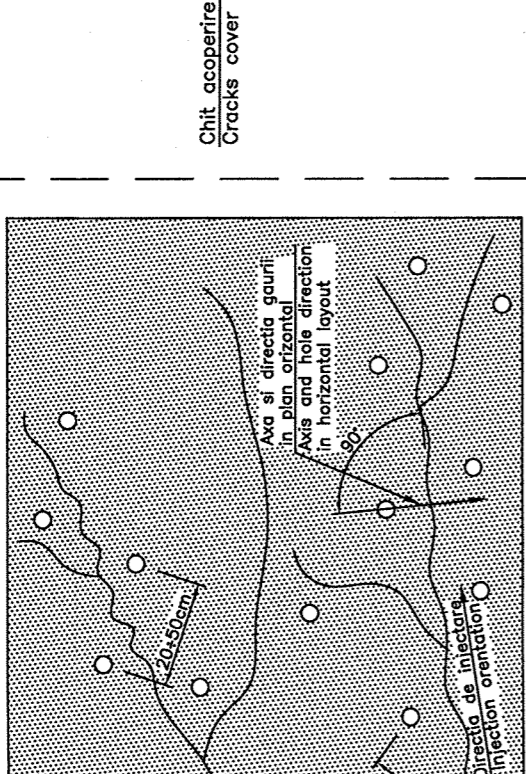 Chit acoperire
Cracks cover
Axa si directia gaurii
in plan orizontal
Axis and hole direction
in horizontal layout
90°
20÷50cm
Directia de injectare
injection orentation